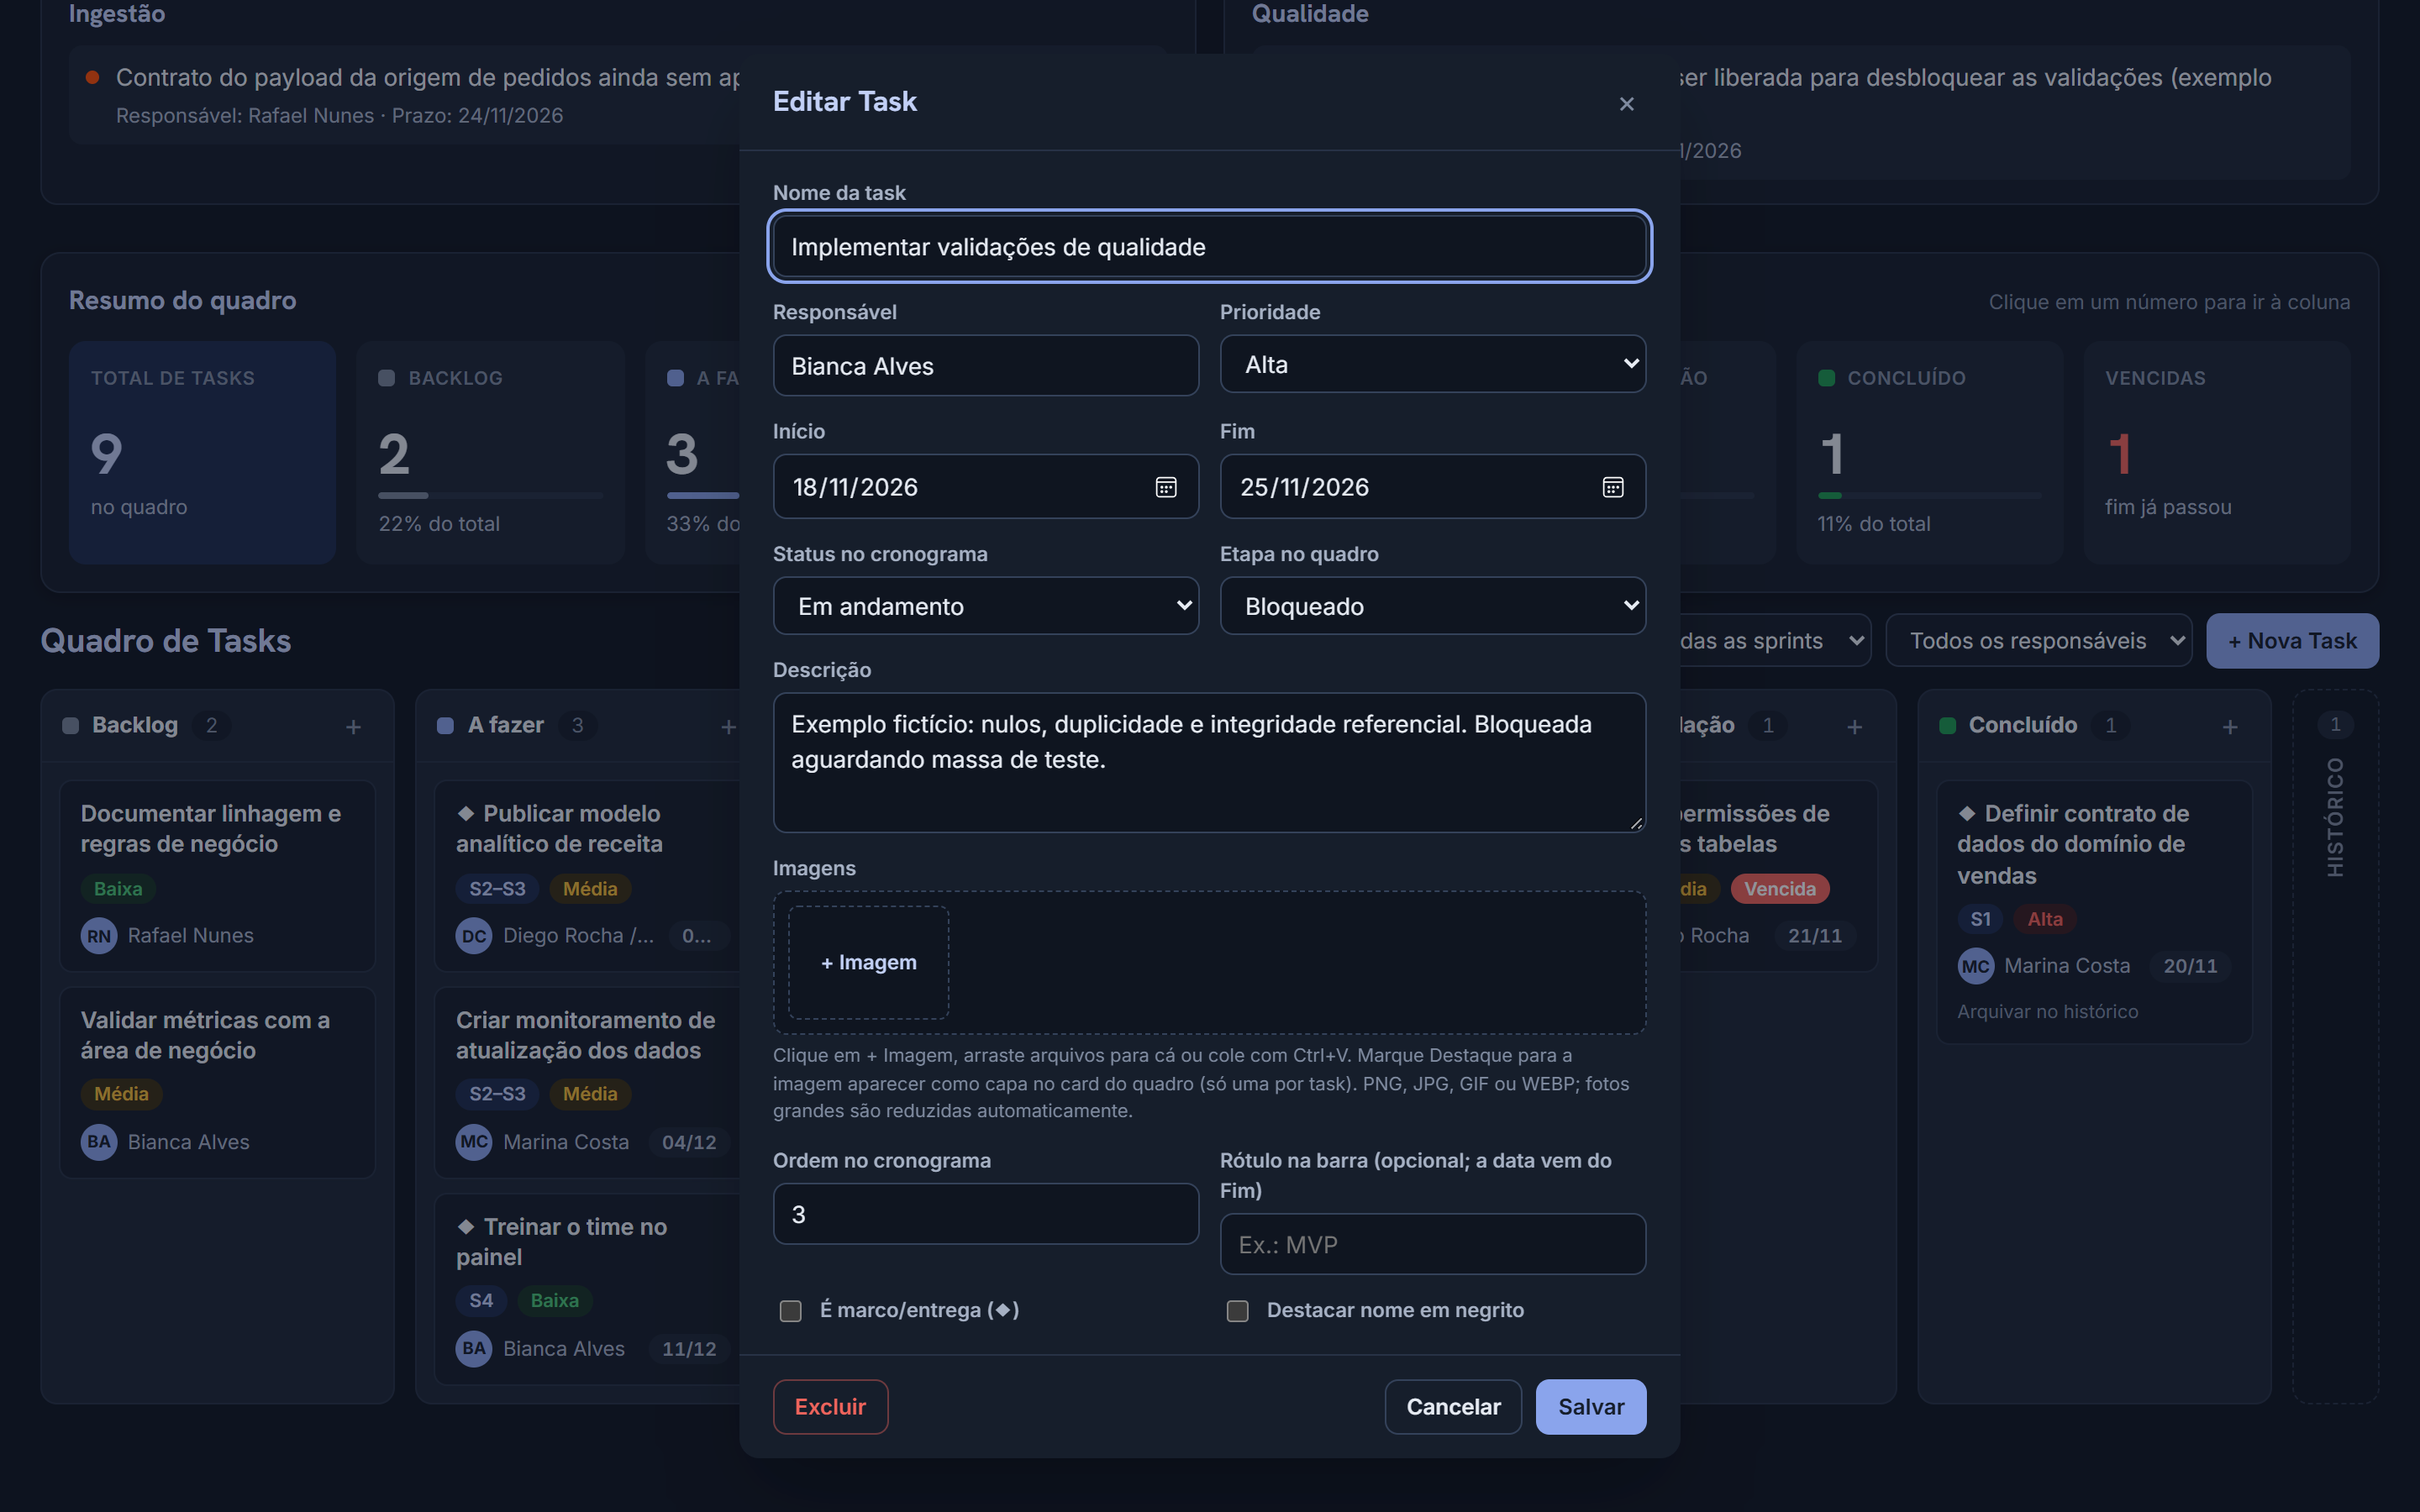 Ingestão
Contrato do payload da origem de pedidos ainda sem
Responsável: Rafael Nunes · Prazo: 24/11/2026
Qualidade
ser liberada para desbloquear as validações (exemplo
/2026
Resumo do quadro
Clique em um número para ir à coluna
TOTAL DE TASKS
9
no quadro
BACKLOG
2
22% do total
A FA
3
33% do
ÃO
CONCLUÍDO
1
11% do total
VENCIDAS
1
fim já passou
Quadro de Tasks
das as sprints
Todos os responsáveis
+ Nova Task
Backlog 2 +
Documentar linhagem e
regras de negócio
Baixa
RN Rafael Nunes
Validar métricas com a
área de negócio
Média
BA Bianca Alves
A fazer 3 +
◆ Publicar modelo
analítico de receita
S2–S3 Média
DC Diego Rocha /... 0...
Criar monitoramento de
atualização dos dados
S2–S3 Média
MC Marina Costa 04/12
◆ Treinar o time no
painel
S4 Baixa
BA Bianca Alves 11/12
Editar Task
×
Nome da task
Implementar validações de qualidade
Responsável
Bianca Alves
Prioridade
Alta
Início
18/11/2026
Fim
25/11/2026
Status no cronograma
Em andamento
Etapa no quadro
Bloqueado
Descrição
Exemplo fictício: nulos, duplicidade e integridade referencial. Bloqueada
aguardando massa de teste.
Imagens
+ Imagem
Clique em + Imagem, arraste arquivos para cá ou cole com Ctrl+V. Marque Destaque para a
imagem aparecer como capa no card do quadro (só uma por task). PNG, JPG, GIF ou WEBP; fotos
grandes são reduzidas automaticamente.
Ordem no cronograma
3
Rótulo na barra (opcional; a data vem do
Fim)
Ex.: MVP
É marco/entrega (◆)
Destacar nome em negrito
Excluir
Cancelar
Salvar
lação 1 +
ermissões de
s tabelas
dia Vencida
Rocha 21/11
Concluído 1 +
◆ Definir contrato de
dados do domínio de
vendas
S1 Alta
MC Marina Costa 20/11
Arquivar no histórico
1
HISTÓRICO